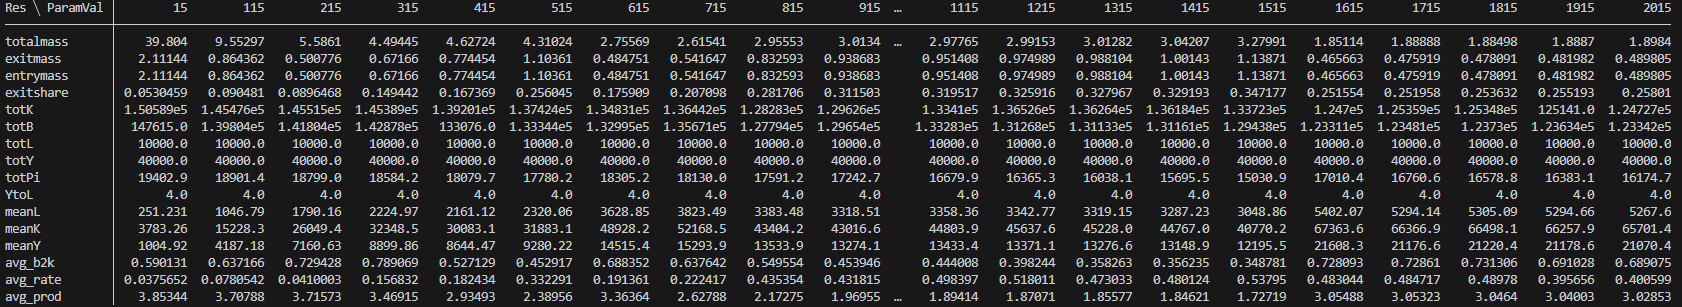 Res \ ParamVal 15 115 215 315 415 515 615 715 815 915 … 1115 1215 1315 1415 1515 1615 1715 1815 1915 2015
totalmass 39.804 9.55297 5.5861 4.49445 4.62724 4.31024 2.75569 2.61541 2.95553 3.0134 … 2.97765 2.99153 3.01282 3.04207 3.27991 1.85114 1.88888 1.88498 1.8887 1.8984
exitmass 2.11144 0.864362 0.500776 0.67166 0.774454 1.10361 0.484751 0.541647 0.832593 0.938683 0.951408 0.974989 0.988104 1.00143 1.13871 0.465663 0.475919 0.478091 0.481982 0.489805
entrymass 2.11144 0.864362 0.500776 0.67166 0.774454 1.10361 0.484751 0.541647 0.832593 0.938683 0.951408 0.974989 0.988104 1.00143 1.13871 0.465663 0.475919 0.478091 0.481982 0.489805
exitshare 0.0530459 0.090481 0.0896468 0.149442 0.167369 0.256045 0.175909 0.207098 0.281706 0.311503 0.319517 0.325916 0.327967 0.329193 0.347177 0.251554 0.251958 0.253632 0.255193 0.25801
totK 1.50589e5 1.45476e5 1.45515e5 1.45389e5 1.39201e5 1.37424e5 1.34831e5 1.36442e5 1.28283e5 1.29626e5 1.3341e5 1.36526e5 1.36264e5 1.36184e5 1.33723e5 1.247e5 1.25359e5 1.25348e5 125141.0 1.24727e5
totB 147615.0 1.39804e5 1.41804e5 1.42878e5 133076.0 1.33344e5 1.32995e5 1.35671e5 1.27794e5 1.29654e5 1.33283e5 1.31268e5 1.31133e5 1.31161e5 1.29438e5 1.23311e5 1.23481e5 1.2373e5 1.23634e5 1.23342e5
totL 10000.0 10000.0 10000.0 10000.0 10000.0 10000.0 10000.0 10000.0 10000.0 10000.0 10000.0 10000.0 10000.0 10000.0 10000.0 10000.0 10000.0 10000.0 10000.0 10000.0
totY 40000.0 40000.0 40000.0 40000.0 40000.0 40000.0 40000.0 40000.0 40000.0 40000.0 40000.0 40000.0 40000.0 40000.0 40000.0 40000.0 40000.0 40000.0 40000.0 40000.0
totPi 19402.9 18901.4 18799.0 18584.2 18079.7 17780.2 18305.2 18130.0 17591.2 17242.7 16679.9 16365.3 16038.1 15695.5 15030.9 17010.4 16760.6 16578.8 16383.1 16174.7
YtoL 4.0 4.0 4.0 4.0 4.0 4.0 4.0 4.0 4.0 4.0 4.0 4.0 4.0 4.0 4.0 4.0 4.0 4.0 4.0 4.0
meanL 251.231 1046.79 1790.16 2224.97 2161.12 2320.06 3628.85 3823.49 3383.48 3318.51 3358.36 3342.77 3319.15 3287.23 3048.86 5402.07 5294.14 5305.09 5294.66 5267.6
meanK 3783.26 15228.3 26049.4 32348.5 30083.1 31883.1 48928.2 52168.5 43404.2 43016.6 44803.9 45637.6 45228.0 44767.0 40770.2 67363.6 66366.9 66498.1 66257.9 65701.4
meanY 1004.92 4187.18 7160.63 8899.86 8644.47 9280.22 14515.4 15293.9 13533.9 13274.1 13433.4 13371.1 13276.6 13148.9 12195.5 21608.3 21176.6 21220.4 21178.6 21070.4
avg_b2k 0.590131 0.637166 0.729428 0.789069 0.527129 0.452917 0.688352 0.637642 0.549554 0.453946 0.444008 0.398244 0.358263 0.356235 0.348781 0.728093 0.72861 0.731306 0.691028 0.689075
avg_rate 0.0375652 0.0780542 0.0410003 0.156832 0.184244 0.332291 0.191361 0.222417 0.435354 0.431815 0.498397 0.518011 0.473033 0.480124 0.53795 0.483044 0.484717 0.48978 0.395656 0.400599
avg_prod 3.85344 3.70788 3.71573 3.46915 2.93493 2.38956 3.36364 2.62788 2.17275 1.96955 … 1.89414 1.87071 1.85577 1.84621 1.72719 3.05488 3.05323 3.0464 3.04003 3.02853